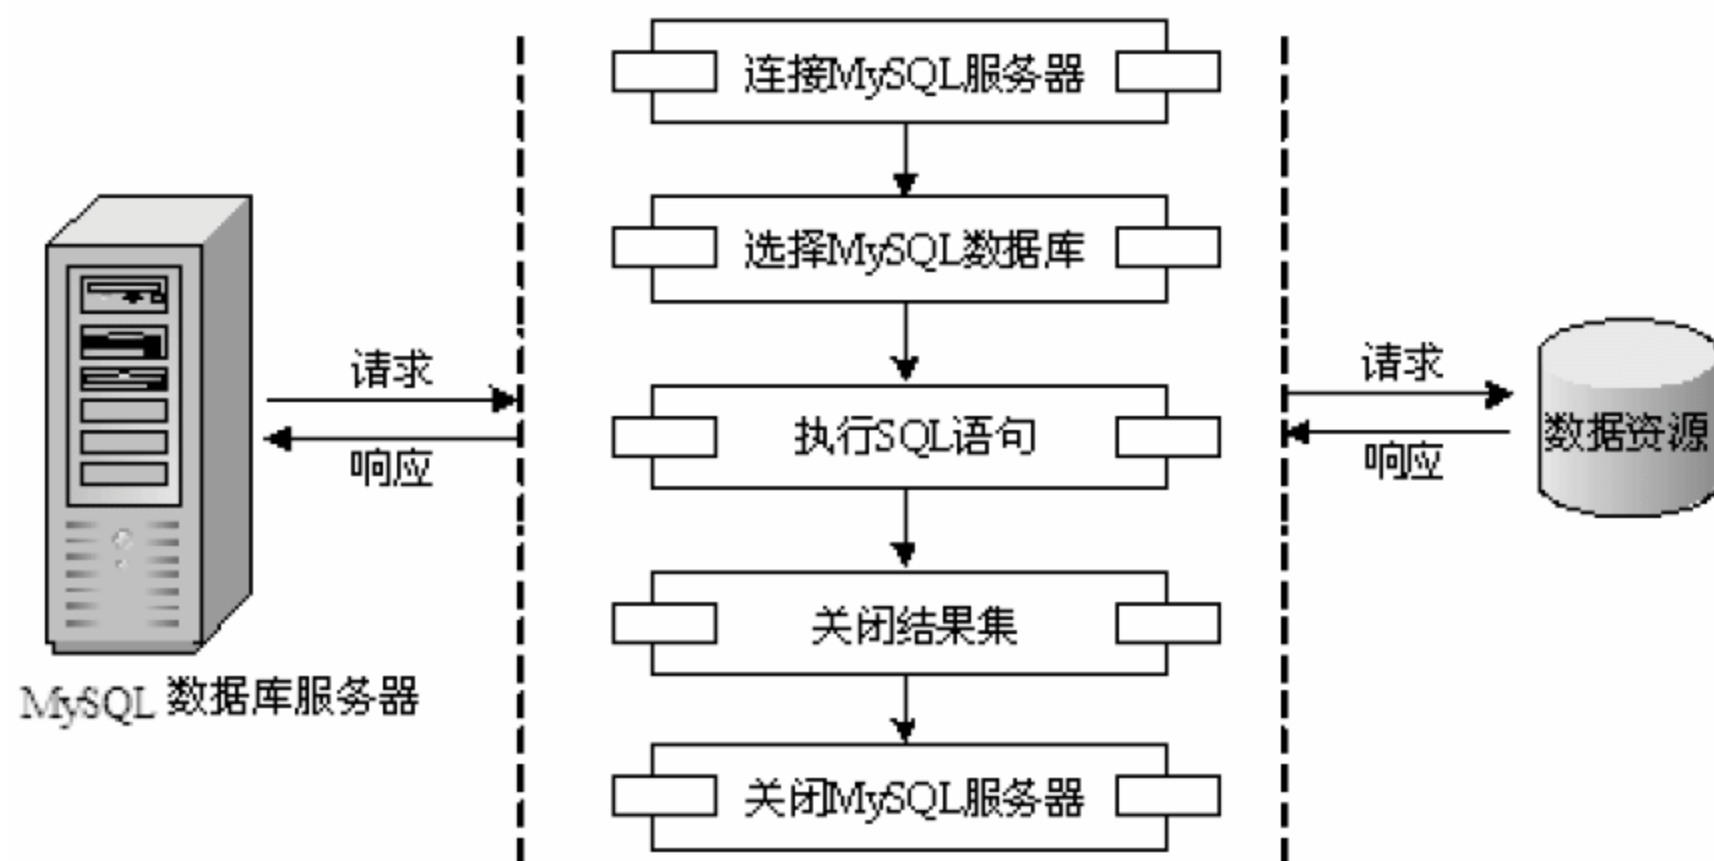 连接MySQL服务器
选择MySQL数据库
请求
响应
执行SQL语句
请求
响应
数据资源
关闭结果集
MySQL 数据库服务器
关闭MySQL服务器